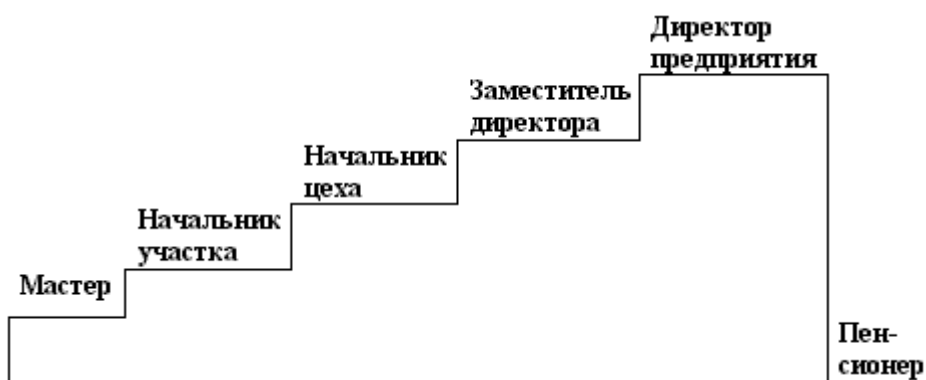 Директор
предприятия
Заместитель
директора
Начальник
цеха
Начальник
участка
Мастер
Пен-
сионер